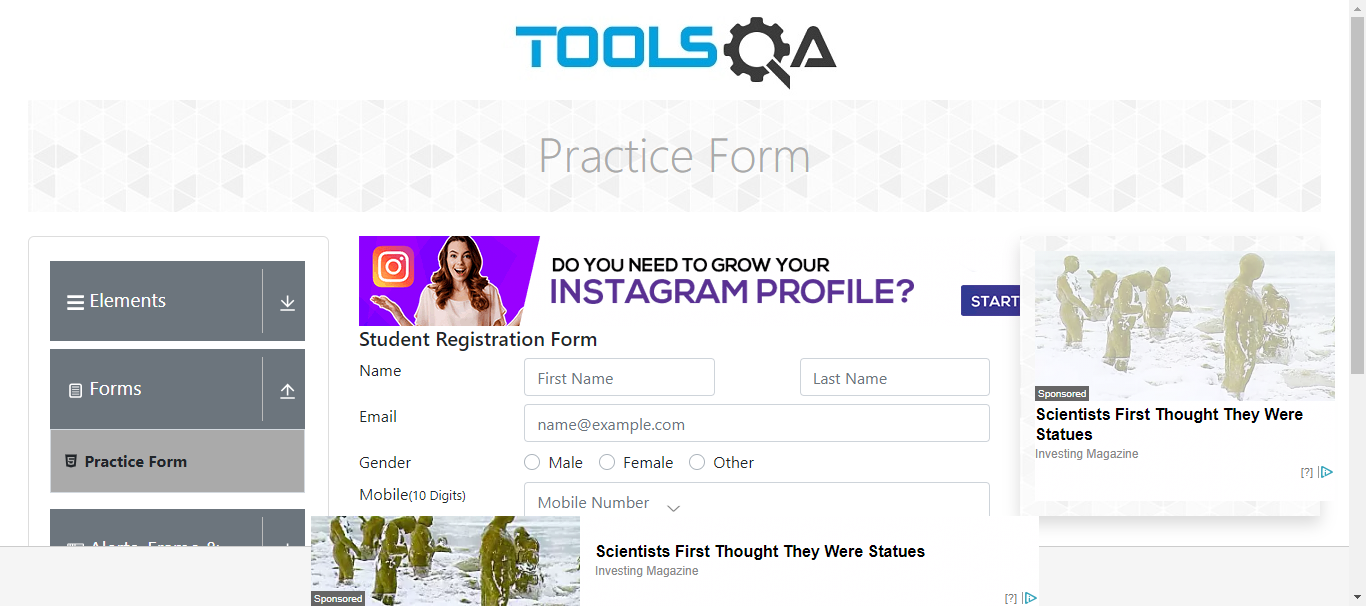 TOOLSQA
Practice Form
Elements
Forms
Practice Form
DO YOU NEED TO GROW YOUR
INSTAGRAM PROFILE?
START
Student Registration Form
Name
First Name
Last Name
Email
name@example.com
Gender
Male
Female
Other
Mobile(10 Digits)
Mobile Number
Sponsored
Scientists First Thought They Were
Statues
Investing Magazine
[?]
Alerts, Frame &
Scientists First Thought They Were Statues
Investing Magazine
Sponsored
[?]